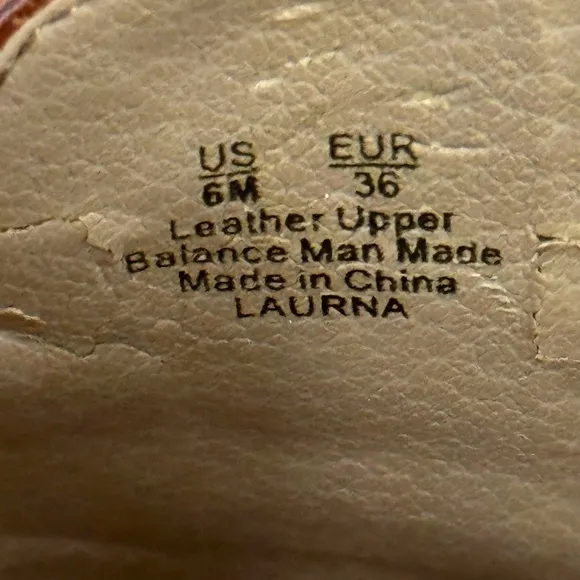 US EUR
6M 36
Leather Upper
Balance Man Made
Made in China
LAURNA